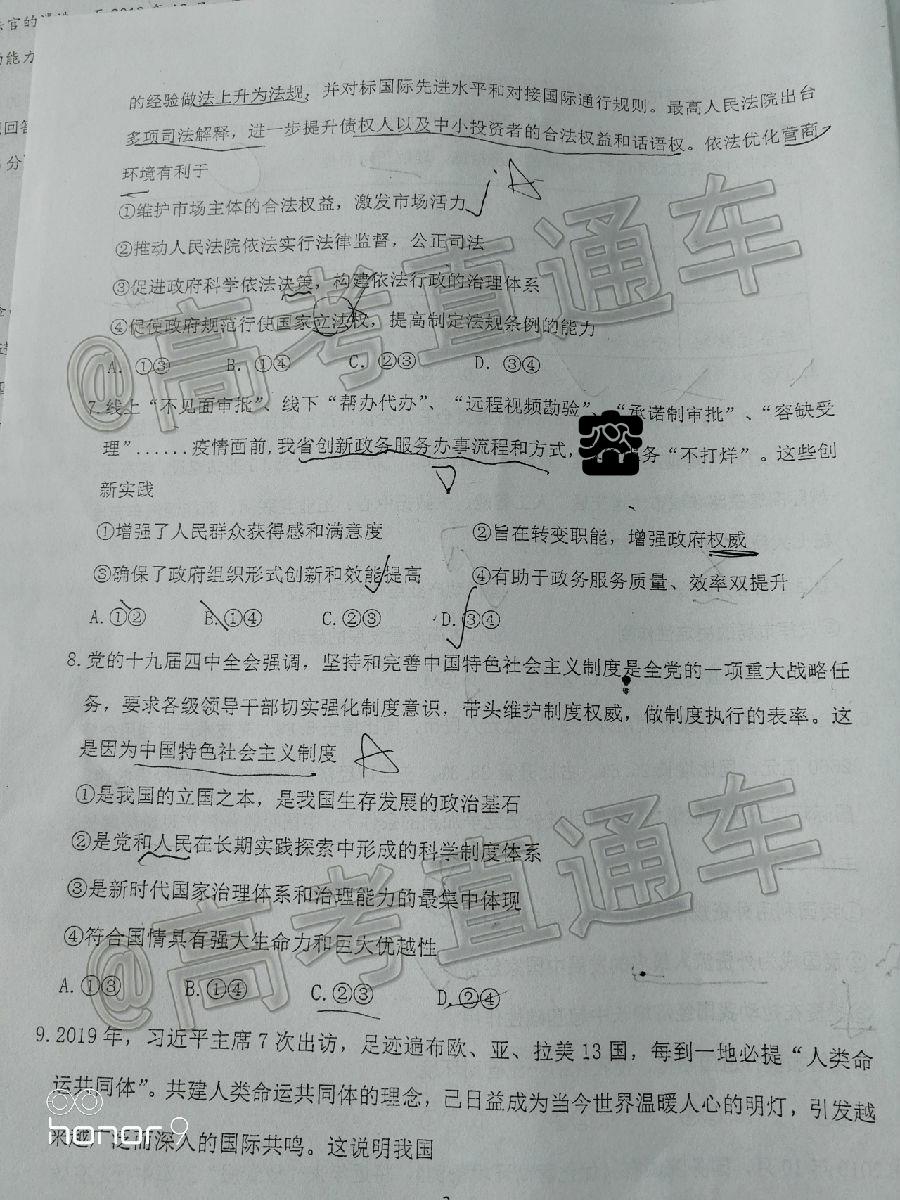 的经验做法上升为法规，并对标国际先进水平和对接国际通行规则。最高人民法院出台
多项司法解释，进一步提升债权人以及中小投资者的合法权益和话语权。依法优化营商
环境有利于
①维护市场主体的合法权益，激发市场活力
②推动人民法院依法实行法律监督，公正司法
③促进政府科学依法决策，构建依法行政的治理体系
④促使政府规范行使国家立法权，提高制定法规条例的能力
A. ①③ B. ①④ C. ②③ D. ③④
7.线上“不见面审批”、线下“帮办代办”、“远程视频勘验”、“承诺制审批”、“容缺受
理”......疫情面前,我省创新政务服务办事流程和方式，务“不打烊”。这些创
新实践
①增强了人民群众获得感和满意度 ②旨在转变职能，增强政府权威
③确保了政府组织形式创新和效能提高 ④有助于政务服务质量、效率双提升
A.①② B.①④ C.②③ D.③④
8.党的十九届四中全会强调，坚持和完善中国特色社会主义制度是全党的一项重大战略任
务，要求各级领导干部切实强化制度意识，带头维护制度权威，做制度执行的表率。这
是因为中国特色社会主义制度
①是我国的立国之本，是我国生存发展的政治基石
②是党和人民在长期实践探索中形成的科学制度体系
③是新时代国家治理体系和治理能力的最集中体现
④符合国情具有强大生命力和巨大优越性
A.①③ B.①④ C.②③ D.②④
9.2019年，习近平主席7次出访，足迹遍布欧、亚、拉美13国，每到一地必提“人类命
运共同体”。共建人类命运共同体的理念，已日益成为当今世界温暖人心的明灯，引发越
来越广泛而深入的国际共鸣。这说明我国
@高考直通车
@高考直通车
honor 9